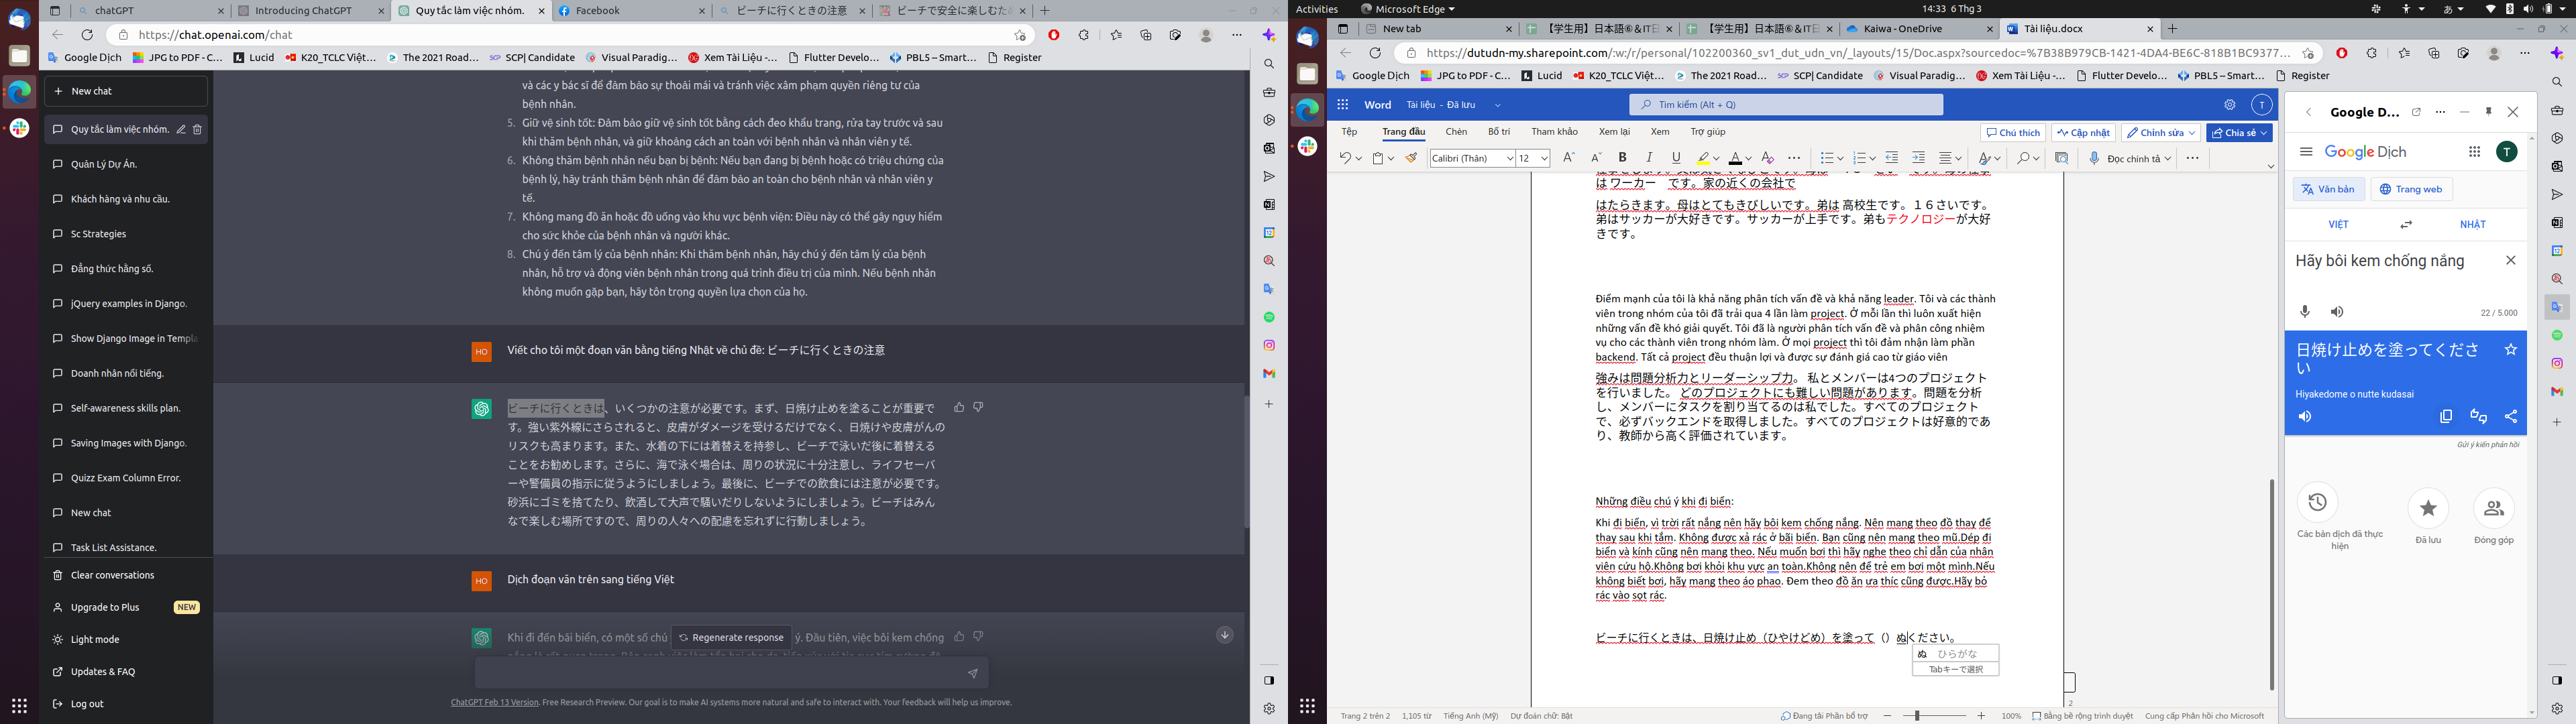 chatGPT
Introducing ChatGPT
Quy tắc làm việc nhóm.
Facebook
ビーチに行くときの注意
ビーチで安全に楽しむため
https://chat.openai.com/chat
Google Dịch
JPG to PDF - C...
Lucid
K20_TCLC Việt...
The 2021 Road...
SCP| Candidate
Visual Paradig...
Xem Tài Liệu -...
Flutter Develo...
PBL5 -- Smart...
Register
New chat
Quy tắc làm việc nhóm.
Quản Lý Dự Án.
Khách hàng và nhu cầu.
Sc Strategies
Đẳng thức hằng số.
jQuery examples in Django.
Show Django Image in Templa
Doanh nhân nổi tiếng.
Self-awareness skills plan.
Saving Images with Django.
Quizz Exam Column Error.
New chat
Task List Assistance.
Clear conversations
Upgrade to Plus NEW
Light mode
Updates & FAQ
Log out
và các y bác sĩ để đảm bảo sự thoải mái và tránh việc xâm phạm quyền riêng tư của
bệnh nhân.
5. Giữ vệ sinh tốt: Đảm bảo giữ vệ sinh tốt bằng cách đeo khẩu trang, rửa tay trước và sau
khi thăm bệnh nhân, và giữ khoảng cách an toàn với bệnh nhân và nhân viên y tế.
6. Không thăm bệnh nhân nếu bạn bị bệnh: Nếu bạn đang bị bệnh hoặc có triệu chứng của
bệnh lý, hãy tránh thăm bệnh nhân để đảm bảo an toàn cho bệnh nhân và nhân viên y
tế.
7. Không mang đồ ăn hoặc đồ uống vào khu vực bệnh viện: Điều này có thể gây nguy hiểm
cho sức khỏe của bệnh nhân và người khác.
8. Chú ý đến tâm lý của bệnh nhân: Khi thăm bệnh nhân, hãy chú ý đến tâm lý của bệnh
nhân, hỗ trợ và động viên bệnh nhân trong quá trình điều trị của mình. Nếu bệnh nhân
không muốn gặp bạn, hãy tôn trọng quyền lựa chọn của họ.
HO
Viết cho tôi một đoạn văn bằng tiếng Nhật về chủ đề: ビーチに行くときの注意
ビーチに行くときは、いくつかの注意が必要です。まず、日焼け止めを塗ることが重要で
す。強い紫外線にさらされると、皮膚がダメージを受けるだけでなく、日焼けや皮膚がんの
リスクも高まります。また、水着の下には着替えを持参し、ビーチで泳いだ後に着替える
ことをお勧めします。さらに、海で泳ぐ場合は、周りの状況に十分注意し、ライフセーバ
ーや警備員の指示に従うようにしましょう。最後に、ビーチでの飲食には注意が必要です。
砂浜にゴミを捨てたり、飲酒して大声で騒いだりしないようにしましょう。ビーチはみん
なで楽しむ場所ですので、周りの人々への配慮を忘れずに行動しましょう。
HO
Dịch đoạn văn trên sang tiếng Việt
Khi đi đến bãi biển, có một số chú
ý. Đầu tiên, việc bôi kem chống
Regenerate response
ChatGPT Feb 13 Version. Free Research Preview. Our goal is to make AI systems more natural and safe to interact with. Your feedback will help us improve.
Activities
Microsoft Edge
14:33 6 Thg 3
あ
New tab
【学生用】日本語⑥＆IT日
【学生用】日本語⑥＆IT日
Kaiwa - OneDrive
Tài liệu.docx
https://dutudn-my.sharepoint.com/:w:/r/personal/102200360_sv1_dut_udn_vn/_layouts/15/Doc.aspx?sourcedoc=%7B38B979CB-1421-4DA4-BE6C-818B1BC9377...
Google Dịch
JPG to PDF - C...
Lucid
K20_TCLC Việt...
The 2021 Road...
SCP| Candidate
Visual Paradig...
Xem Tài Liệu -...
Flutter Develo...
PBL5 -- Smart...
Register
Word
Tài liệu - Đã lưu
Tìm kiếm (Alt + Q)
T
Tệp
Trang đầu
Chèn
Bố trí
Tham khảo
Xem lại
Xem
Trợ giúp
Chú thích
Cập nhật
Chỉnh sửa
Chia sẻ
Calibri (Thân)
12
Đọc chính tả
は ワーカー　です。家の近くの会社で
はたらきます。母はとてもきびしいです。弟は 高校生です。１６さいです。
弟はサッカーが大好きです。サッカーが上手です。弟もテクノロジーが大好
きです。
Điểm mạnh của tôi là khả năng phân tích vấn đề và khả năng leader. Tôi và các thành
viên trong nhóm của tôi đã trải qua 4 lần làm project. Ở mỗi lần thì luôn xuất hiện
những vấn đề khó giải quyết. Tôi đã là người phân tích vấn đề và phân công nhiệm
vụ cho các thành viên trong nhóm làm. Ở mọi project thì tôi đảm nhận làm phần
backend. Tất cả project đều thuận lợi và được sự đánh giá cao từ giáo viên
強みは問題分析力とリーダーシップ力。 私とメンバーは4つのプロジェクト
を行いました。 どのプロジェクトにも難しい問題があります。問題を分析
し、メンバーにタスクを割り当てるのは私でした。すべてのプロジェクト
で、必ずバックエンドを取得しました。すべてのプロジェクトは好意的であ
り、教師から高く評価されています。
Những điều chú ý khi đi biển:
Khi đi biển, vì trời rất nắng nên hãy bôi kem chống nắng. Nên mang theo đồ thay để
thay sau khi tắm. Không được xả rác ở bãi biển. Bạn cũng nên mang theo mũ.Dép đi
biển và kính cũng nên mang theo. Nếu muốn bơi thì hãy nghe theo chỉ dẫn của nhân
viên cứu hộ.Không bơi khỏi khu vực an toàn.Không nên để trẻ em bơi một mình.Nếu
không biết bơi, hãy mang theo áo phao. Đem theo đồ ăn ưa thíc cũng được.Hãy bỏ
rác vào sọt rác.
ビーチに行くときは、日焼け止め（ひやけどめ）を塗って（）ぬください。
ぬ ひらがな
Tabキーで選択
2
Trang 2 trên 2
1,105 từ
Tiếng Anh (Mỹ)
Dự đoán chữ: Bật
Đang tải Phần bổ trợ
100%
Bằng bề rộng trình duyệt
Cung cấp Phản hồi cho Microsoft
Google D...
Google Dịch
T
Văn bản
Trang web
VIỆT
NHẬT
Hãy bôi kem chống nắng
22 / 5.000
日焼け止めを塗ってくださ
い
Hiyakedome o nutte kudasai
Gửi ý kiến phản hồi
Các bản dịch đã thực
hiện
Đã lưu
Đóng góp